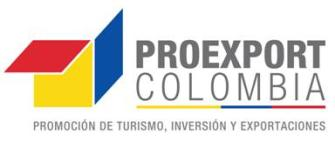 PROEXPORT
COLOMBIA
PROMOCIÓN DE TURISMO, INVERSIÓN Y EXPORTACIONES